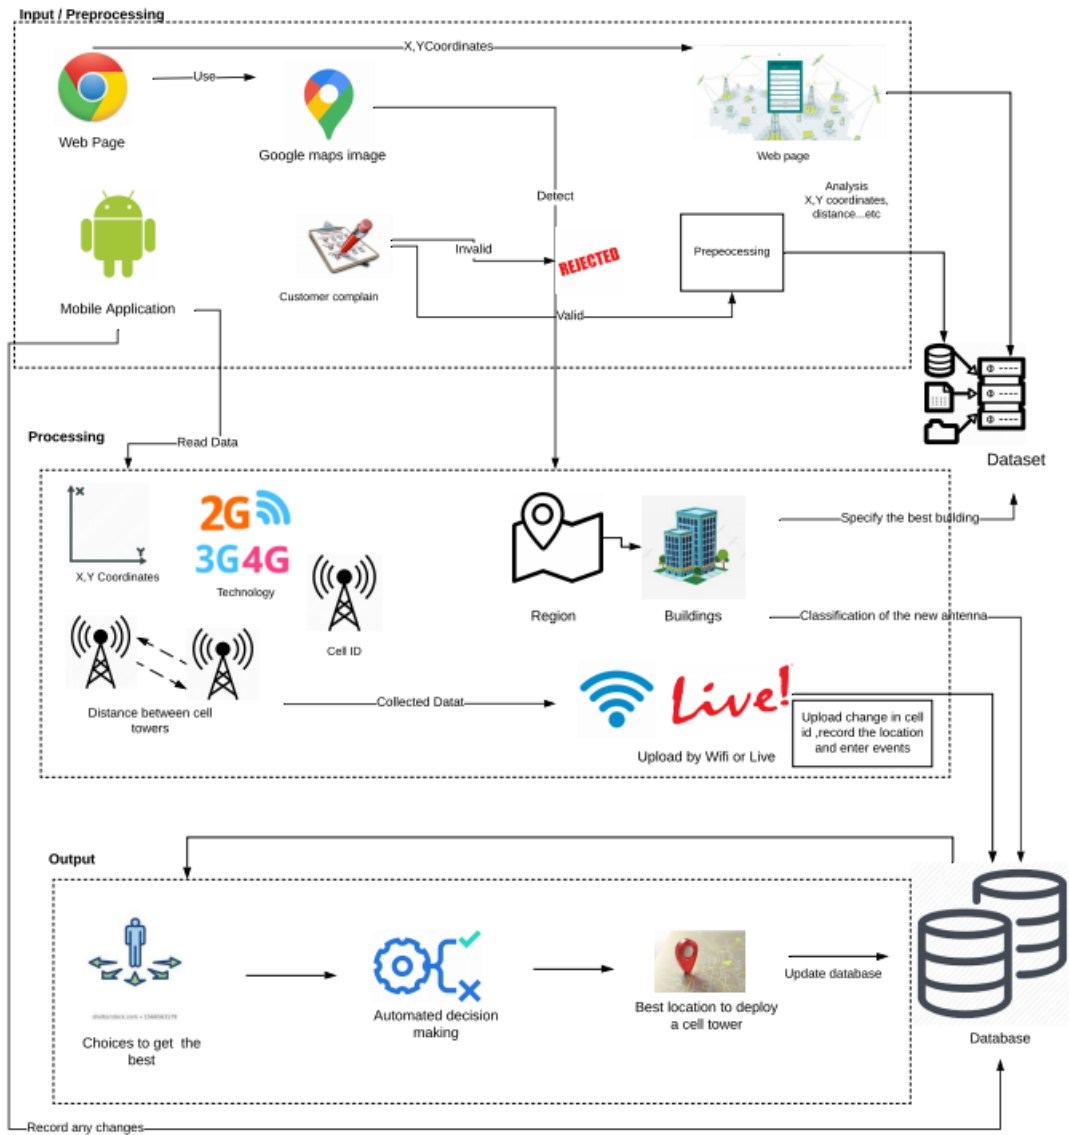 Input / Preprocessing
X,YCoordinates
Use
Web Page
Google maps image
Web page
Detect
Analysis
X,Y coordinates,
distance...etc
Invalid
REJECTED
Prepeocessing
Customer complain
Mobile Application
Valid
Processing
Read Data
Dataset
X
Y
X,Y Coordinates
2G
3G4G
Technology
Cell ID
Region
Buildings
Specify the best building
Classification of the new antenna
Distance between cell
towers
Collected Datat
Live!
Upload by Wifi or Live
Upload change in cell
id ,record the location
and enter events
Output
Choices to get the
best
Automated decision
making
Best location to deploy
a cell tower
Update database
Database
Record any changes